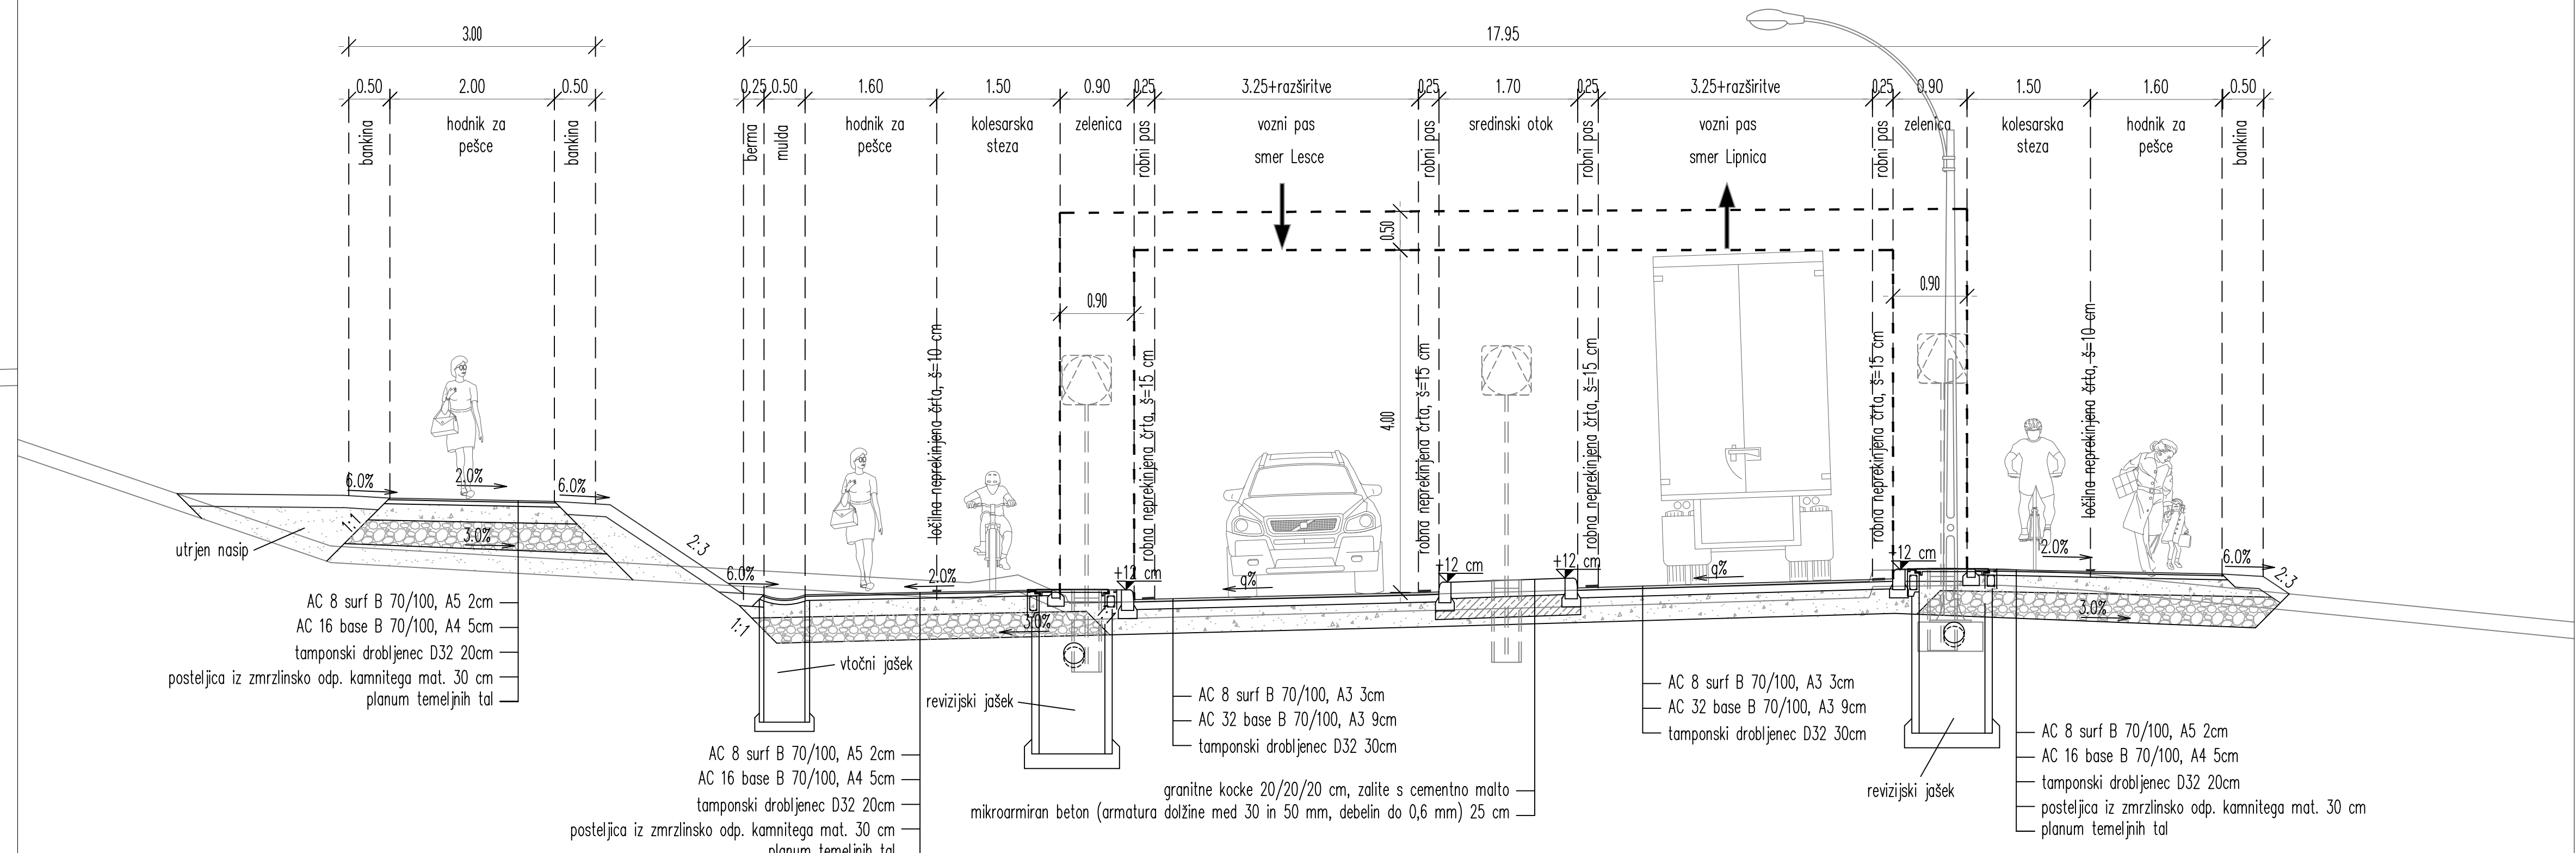 3.00
17.95
0.50
2.00
0.50
0.25
0.50
1.60
1.50
0.90
0.25
3.25+razširitve
0.25
1.70
0.25
3.25+razširitve
0.25
0.90
1.50
1.60
0.50
bankina
hodnik za
pešce
bankina
berma
mulda
hodnik za
pešce
kolesarska
steza
zelenica
robni pas
vozni pas
smer Lesce
robni pas
sredinski otok
robni pas
vozni pas
smer Lipnica
robni pas
zelenica
kolesarska
steza
hodnik za
pešce
bankina
0.50
0.90
0.90
4.00
ločilna neprekinjena črta, š=10 cm
robna neprekinjena črta, š=15 cm
robna neprekinjena črta, š=15 cm
robna neprekinjena črta, š=15 cm
robna neprekinjena črta, š=15 cm
ločilna neprekinjena črta, š=10 cm
6.0%
2.0%
6.0%
1:1
3.0%
utrjen nasip
2:3
6.0%
2.0%
+12 cm
q%
+12 cm
+12 cm
q%
+12 cm
2.0%
6.0%
2:3
1:1
3.0%
3.0%
AC 8 surf B 70/100, A5 2cm
AC 16 base B 70/100, A4 5cm
tamponski drobljenec D32 20cm
posteljica iz zmrzlinsko odp. kamnitega mat. 30 cm
planum temeljnih tal
vtočni jašek
revizijski jašek
AC 8 surf B 70/100, A5 2cm
AC 16 base B 70/100, A4 5cm
tamponski drobljenec D32 20cm
posteljica iz zmrzlinsko odp. kamnitega mat. 30 cm
planum temeljnih tal
AC 8 surf B 70/100, A3 3cm
AC 32 base B 70/100, A3 9cm
tamponski drobljenec D32 30cm
granitne kocke 20/20/20 cm, zalite s cementno malto
mikroarmiran beton (armatura dolžine med 30 in 50 mm, debelin do 0,6 mm) 25 cm
AC 8 surf B 70/100, A3 3cm
AC 32 base B 70/100, A3 9cm
tamponski drobljenec D32 30cm
revizijski jašek
AC 8 surf B 70/100, A5 2cm
AC 16 base B 70/100, A4 5cm
tamponski drobljenec D32 20cm
posteljica iz zmrzlinsko odp. kamnitega mat. 30 cm
planum temeljnih tal